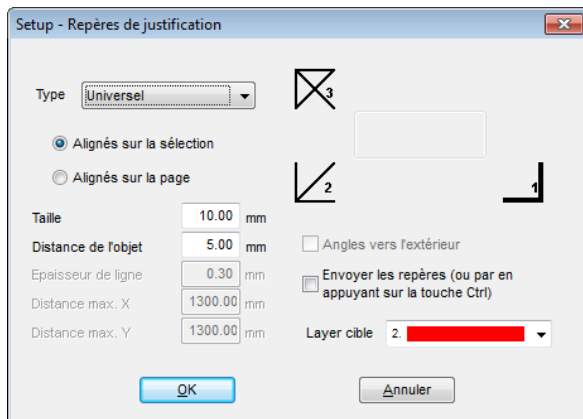 Setup - Repères de justification
Type Universel
3
Alignés sur la sélection
Alignés sur la page
2
1
Taille 10.00 mm
Distance de l'objet 5.00 mm
Angles vers l'extérieur
Epaisseur de ligne 0.30 mm
Envoyer les repères (ou par en
appuyant sur la touche Ctrl)
Distance max. X 1300.00 mm
Distance max. Y 1300.00 mm
Layer cible 2.
OK
Annuler